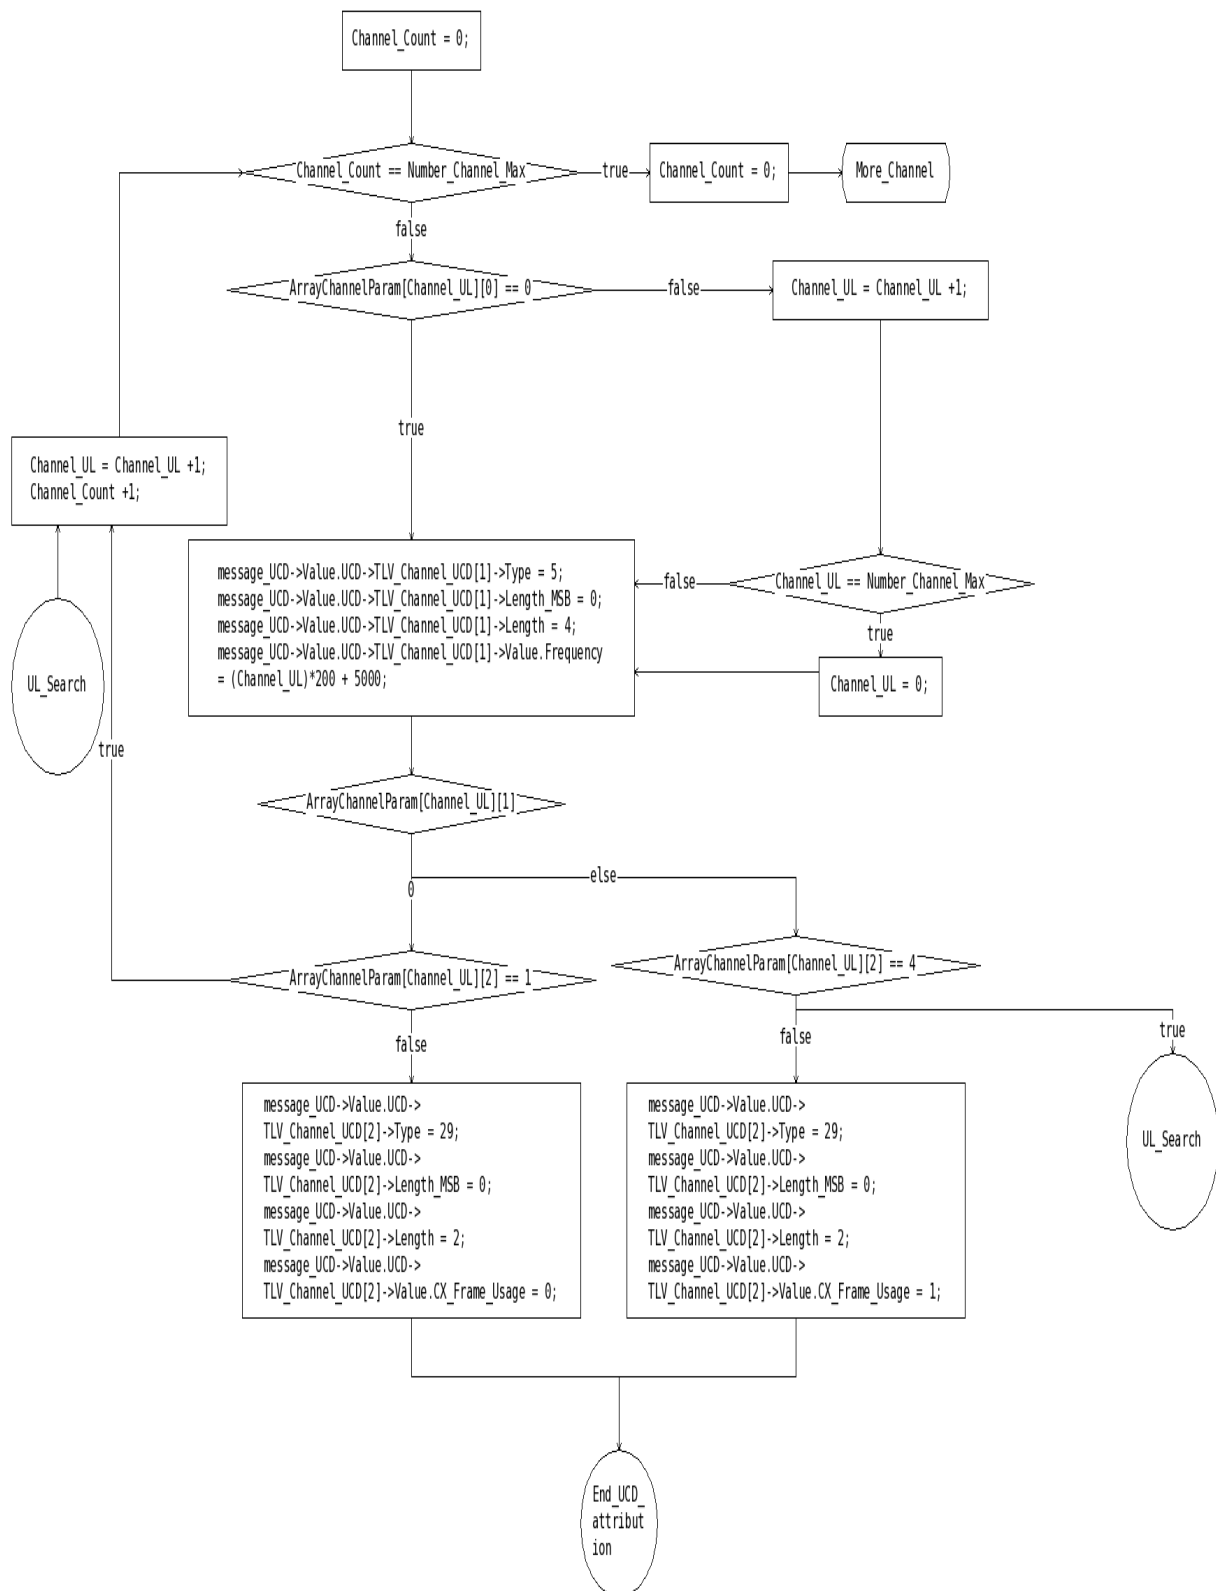 Channel_Count = 0;
Channel_Count == Number_Channel_Max
true
Channel_Count = 0;
More_Channel
false
ArrayChannelParam[Channel_UL][0] == 0
false
Channel_UL = Channel_UL +1;
true
Channel_UL = Channel_UL +1;
Channel_Count +1;
message_UCD->Value.UCD->TLV_Channel_UCD[1]->Type = 5;
message_UCD->Value.UCD->TLV_Channel_UCD[1]->Length_MSB = 0;
message_UCD->Value.UCD->TLV_Channel_UCD[1]->Length = 4;
message_UCD->Value.UCD->TLV_Channel_UCD[1]->Value.Frequency
= (Channel_UL)*200 + 5000;
false
Channel_UL == Number_Channel_Max
true
Channel_UL = 0;
UL_Search
true
ArrayChannelParam[Channel_UL][1]
0
else
ArrayChannelParam[Channel_UL][2] == 1
ArrayChannelParam[Channel_UL][2] == 4
false
false
true
message_UCD->Value.UCD->
TLV_Channel_UCD[2]->Type = 29;
message_UCD->Value.UCD->
TLV_Channel_UCD[2]->Length_MSB = 0;
message_UCD->Value.UCD->
TLV_Channel_UCD[2]->Length = 2;
message_UCD->Value.UCD->
TLV_Channel_UCD[2]->Value.CX_Frame_Usage = 0;
message_UCD->Value.UCD->
TLV_Channel_UCD[2]->Type = 29;
message_UCD->Value.UCD->
TLV_Channel_UCD[2]->Length_MSB = 0;
message_UCD->Value.UCD->
TLV_Channel_UCD[2]->Length = 2;
message_UCD->Value.UCD->
TLV_Channel_UCD[2]->Value.CX_Frame_Usage = 1;
UL_Search
End_UCD_
attribut
ion